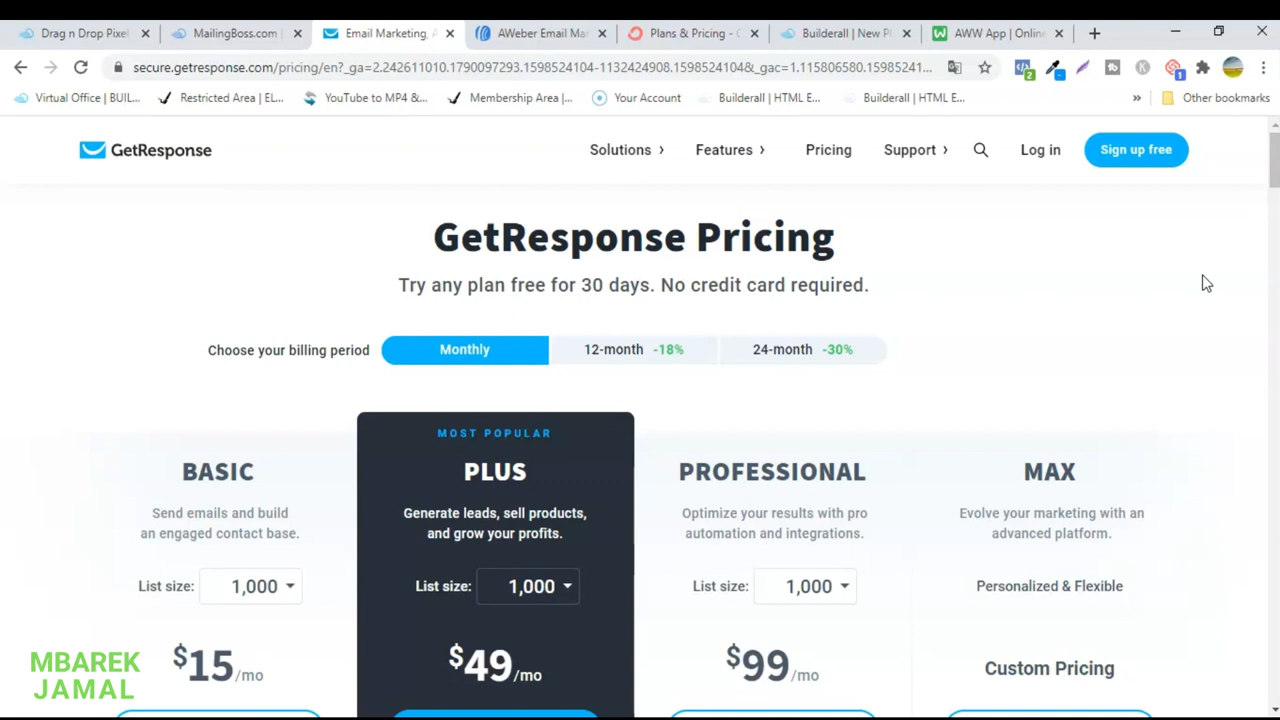 Drag n Drop Pixel
MailingBoss.com |
Email Marketing, A
AWeber Email Ma
Plans & Pricing - C
Builderall | New P
AWW App | Online
secure.getresponse.com/pricing/en?_ga=2.242611010.1790097293.1598524104-1132424908.1598524104&_gac=1.115806580.15985241...
2
1
Virtual Office | BUIL...
Restricted Area | EL...
YouTube to MP4 &...
Membership Area |...
Your Account
Builderall | HTML E...
Builderall | HTML E...
»
Other bookmarks
GetResponse
Solutions
Features
Pricing
Support
Log in
Sign up free
GetResponse Pricing
Try any plan free for 30 days. No credit card required.
Choose your billing period
Monthly
12-month -18%
24-month -30%
MOST POPULAR
BASIC
Send emails and build
an engaged contact base.
List size: 1,000
$15/mo
PLUS
Generate leads, sell products,
and grow your profits.
List size: 1,000
$49/mo
PROFESSIONAL
Optimize your results with pro
automation and integrations.
List size: 1,000
$99/mo
MAX
Evolve your marketing with an
advanced platform.
Personalized & Flexible
Custom Pricing
MBAREK
JAMAL